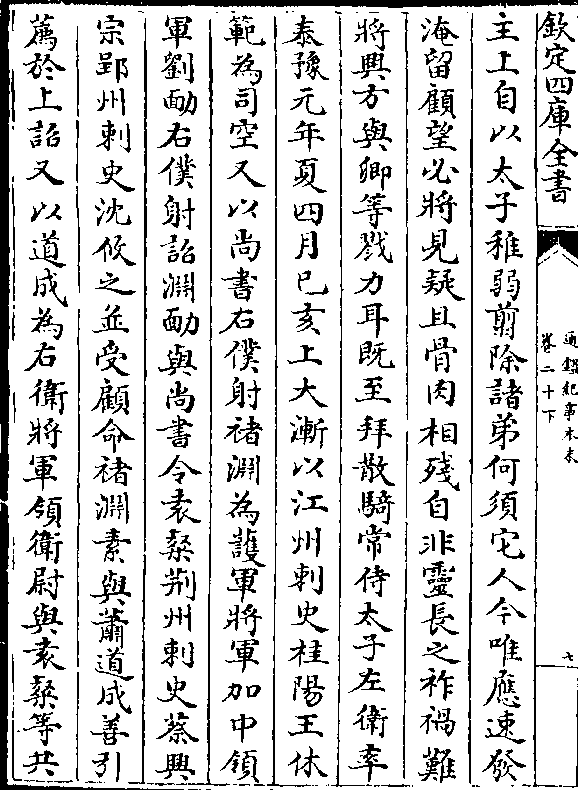 欽定四庫全書
通鑑紀事本末
卷二十下
七
主上自以太子稚弱翦除諸弟何須它人今唯應速發
淹留顧望必將見疑且骨肉相殘自非靈長之祚禍難
將興方與卿等戮力耳既至拜散騎常侍太子左衛率
泰豫元年夏四月己亥上大漸以江州刺史桂陽王休
範為司空又以尚書右僕射褚淵為護軍將軍加中領
軍劉勔右僕射詔淵勔與尚書令袁粲荆州刺史蔡興
宗郢州刺史沈攸之並受顧命褚淵素與蕭道成善引
薦於上詔又以道成為右衛將軍領衛尉與袁粲等共